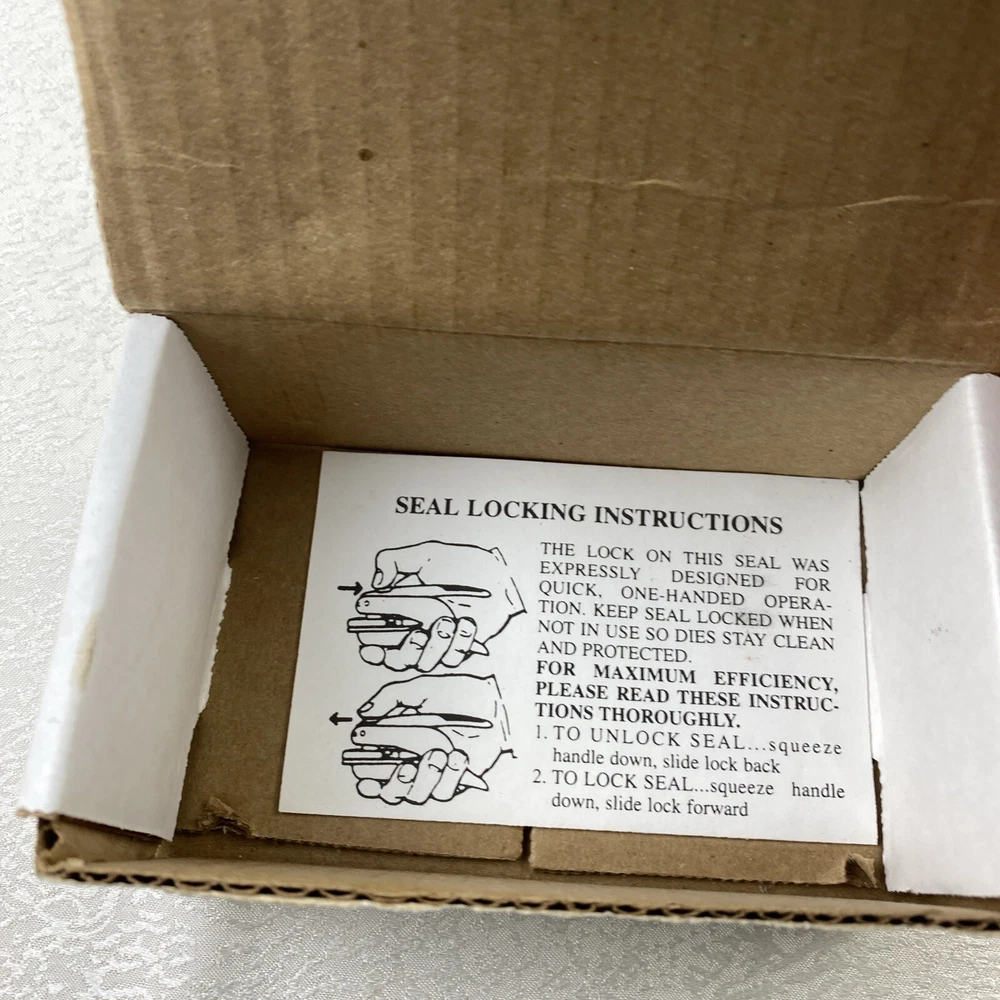 SEAL LOCKING INSTRUCTIONS
THE LOCK ON THIS SEAL WAS
EXPRESSLY DESIGNED FOR
QUICK, ONE-HANDED OPERA-
TION. KEEP SEAL LOCKED WHEN
NOT IN USE SO DIES STAY CLEAN
AND PROTECTED.
FOR MAXIMUM EFFICIENCY,
PLEASE READ THESE INSTRUC-
TIONS THOROUGHLY.
1. TO UNLOCK SEAL...squeeze
handle down, slide lock back
2. TO LOCK SEAL...squeeze handle
down, slide lock forward